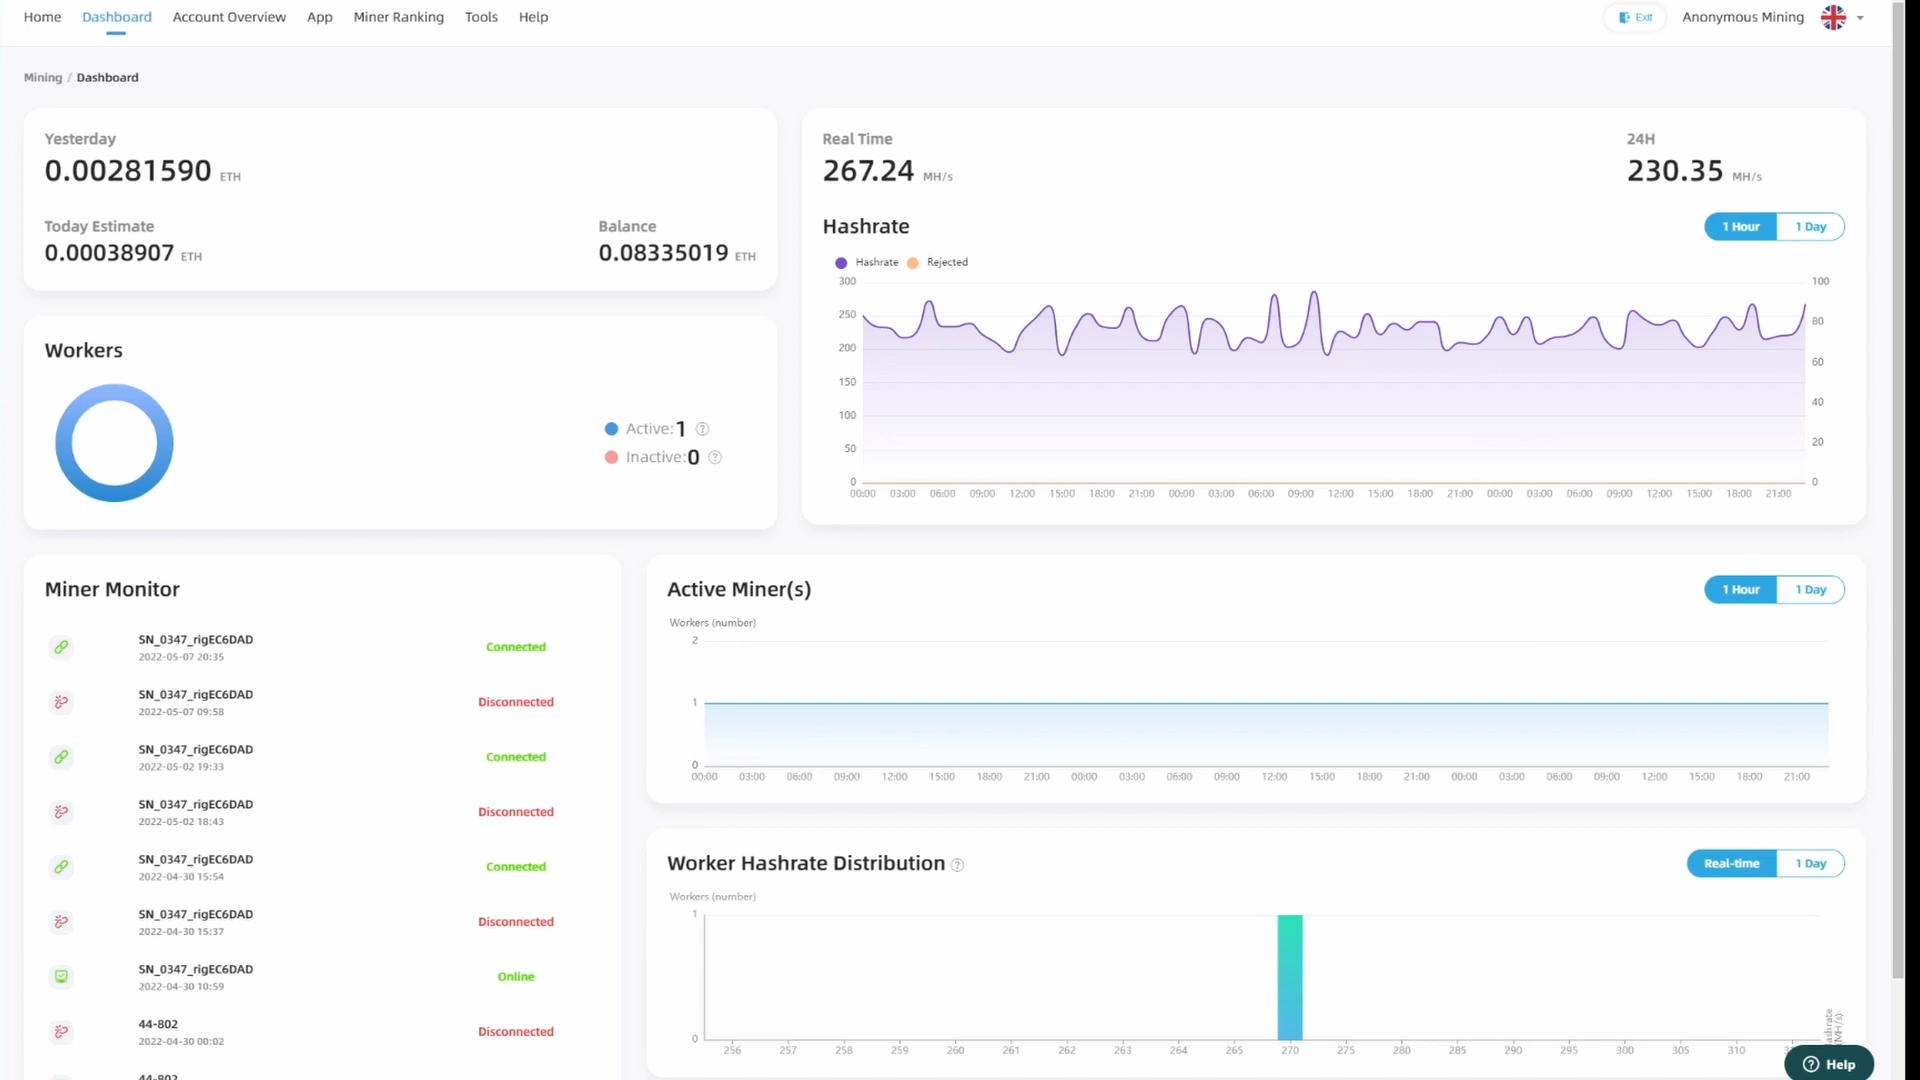 Home Dashboard Account Overview App Miner Ranking Tools Help Exit Anonymous Mining
Mining / Dashboard
Yesterday
0.00281590 ETH
Today Estimate
0.00038907 ETH
Balance
0.08335019 ETH
Real Time
267.24 MH/s
24H
230.35 MH/s
Hashrate
1 Hour 1 Day
Hashrate Rejected
300 100
250 80
200 60
150 40
100 20
50
0 0
00:00 03:00 06:00 09:00 12:00 15:00 18:00 21:00 00:00 03:00 06:00 09:00 12:00 15:00 18:00 21:00 00:00 03:00 06:00 09:00 12:00 15:00 18:00 21:00
Workers
Active: 1 ?
Inactive: 0 ?
Miner Monitor
SN_0347_rigEC6DAD
2022-05-07 20:35
Connected
SN_0347_rigEC6DAD
2022-05-07 09:58
Disconnected
SN_0347_rigEC6DAD
2022-05-02 19:33
Connected
SN_0347_rigEC6DAD
2022-05-02 18:43
Disconnected
SN_0347_rigEC6DAD
2022-04-30 15:54
Connected
SN_0347_rigEC6DAD
2022-04-30 15:37
Disconnected
SN_0347_rigEC6DAD
2022-04-30 10:59
Online
44-802
2022-04-30 00:02
Disconnected
44-802
Active Miner(s)
1 Hour 1 Day
Workers (number)
2
1
0
00:00 03:00 06:00 09:00 12:00 15:00 18:00 21:00 00:00 03:00 06:00 09:00 12:00 15:00 18:00 21:00 00:00 03:00 06:00 09:00 12:00 15:00 18:00 21:00
Worker Hashrate Distribution ?
Real-time 1 Day
Workers (number)
1
0
256 257 258 259 260 261 262 263 264 265 270 275 280 285 290 295 300 305 310
(MH/s)
? Help